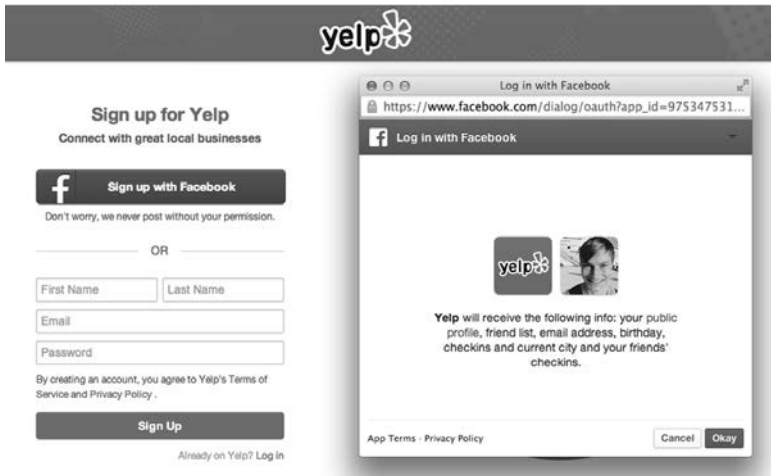 yelp
Sign up for Yelp
Connect with great local businesses
f Sign up with Facebook
Don't worry, we never post without your permission.
OR
First Name Last Name
Email
Password
By creating an account, you agree to Yelp's Terms of
Service and Privacy Policy .
Sign Up
Already on Yelp? Log in
Log in with Facebook
https://www.facebook.com/dialog/oauth?app_id=975347531...
f Log in with Facebook
yelp
Yelp will receive the following info: your public
profile, friend list, email address, birthday,
checkins and current city and your friends'
checkins.
App Terms · Privacy Policy Cancel Okay